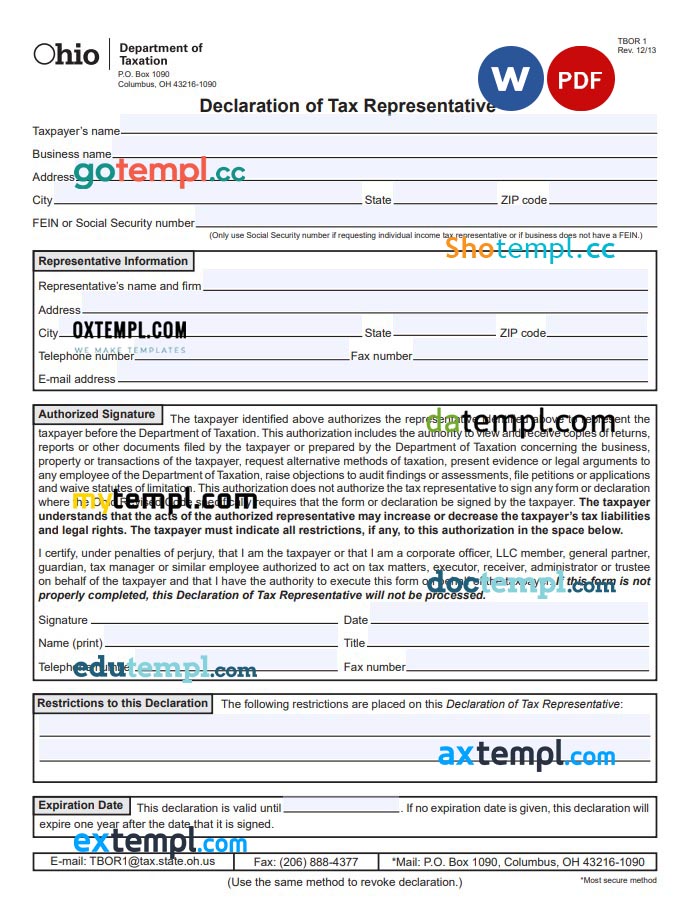 TBOR 1
Rev. 12/13
Ohio
Department of
Taxation
P.O. Box 1090
Columbus, OH 43216-1090
W
PDF
Declaration of Tax Representative
Taxpayer's name
Business name
Address
gotempl.cc
City State ZIP code
FEIN or Social Security number
(Only use Social Security number if requesting individual income tax representative or if business does not have a FEIN.)
Shotempl.cc
Representative Information
Representative's name and firm
Address
City State ZIP code
OXTEMPL.COM
WE MAKE TEMPLATES
Telephone number Fax number
E-mail address
Authorized Signature The taxpayer identified above authorizes the representative identified above to represent the
datempl.com
taxpayer before the Department of Taxation. This authorization includes the authority to view and receive copies of returns,
reports or other documents filed by the taxpayer or prepared by the Department of Taxation concerning the business,
property or transactions of the taxpayer, request alternative methods of taxation, present evidence or legal arguments to
any employee of the Department of Taxation, raise objections to audit findings or assessments, file petitions or applications
and waive statutes of limitation. This authorization does not authorize the tax representative to sign any form or declaration
mytempl.com
where the Ohio Revised Code specifically requires that the form or declaration be signed by the taxpayer. The taxpayer
understands that the acts of the authorized representative may increase or decrease the taxpayer's tax liabilities
and legal rights. The taxpayer must indicate all restrictions, if any, to this authorization in the space below.
I certify, under penalties of perjury, that I am the taxpayer or that I am a corporate officer, LLC member, general partner,
guardian, tax manager or similar employee authorized to act on tax matters, executor, receiver, administrator or trustee
on behalf of the taxpayer and that I have the authority to execute this form on behalf of the taxpayer. If this form is not
doctempl.com
properly completed, this Declaration of Tax Representative will not be processed.
Signature Date
Name (print) Title
Telephone number Fax number
edutempl.com
Restrictions to this Declaration The following restrictions are placed on this Declaration of Tax Representative:
axtempl.com
Expiration Date This declaration is valid until . If no expiration date is given, this declaration will
expire one year after the date that it is signed.
extempl.com
E-mail: TBOR1@tax.state.oh.us Fax: (206) 888-4377 *Mail: P.O. Box 1090, Columbus, OH 43216-1090
(Use the same method to revoke declaration.)
*Most secure method